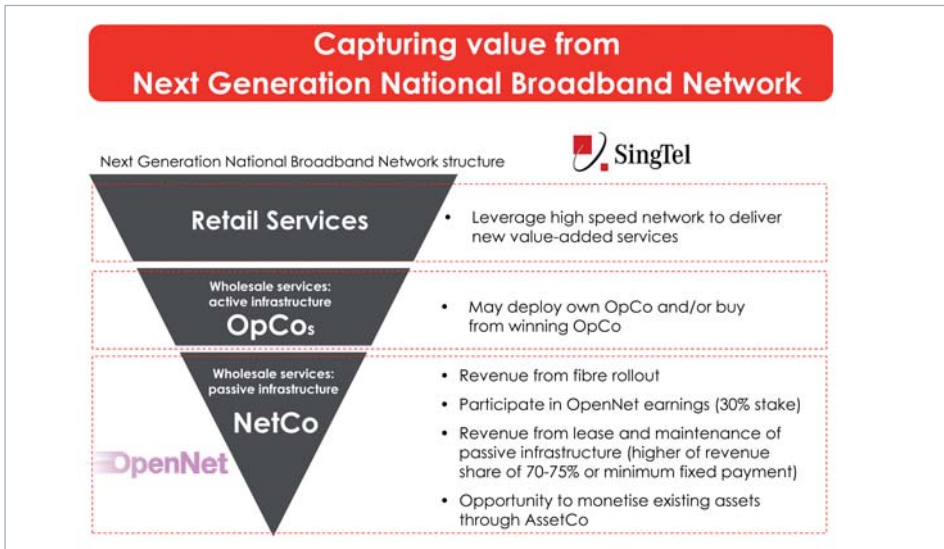 Capturing value from
Next Generation National Broadband Network
Next Generation National Broadband Network structure
SingTel
Retail Services
• Leverage high speed network to deliver
new value-added services
Wholesale services:
active infrastructure
OpCos
• May deploy own OpCo and/or buy
from winning OpCo
Wholesale services:
passive infrastructure
NetCo
OpenNet
• Revenue from fibre rollout
• Participate in OpenNet earnings (30% stake)
• Revenue from lease and maintenance of
passive infrastructure (higher of revenue
share of 70-75% or minimum fixed payment)
• Opportunity to monetise existing assets
through AssetCo